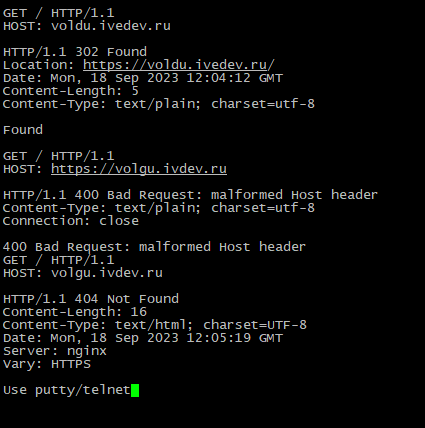 GET / HTTP/1.1
HOST: voldu.ivedev.ru
HTTP/1.1 302 Found
Location: https://voldu.ivedev.ru/
Date: Mon, 18 Sep 2023 12:04:12 GMT
Content-Length: 5
Content-Type: text/plain; charset=utf-8
Found
GET / HTTP/1.1
HOST: https://volgu.ivdev.ru
HTTP/1.1 400 Bad Request: malformed Host header
Content-Type: text/plain; charset=utf-8
Connection: close
400 Bad Request: malformed Host header
GET / HTTP/1.1
HOST: volgu.ivdev.ru
HTTP/1.1 404 Not Found
Content-Length: 16
Content-Type: text/html; charset=UTF-8
Date: Mon, 18 Sep 2023 12:05:19 GMT
Server: nginx
Vary: HTTPS
Use putty/telnet